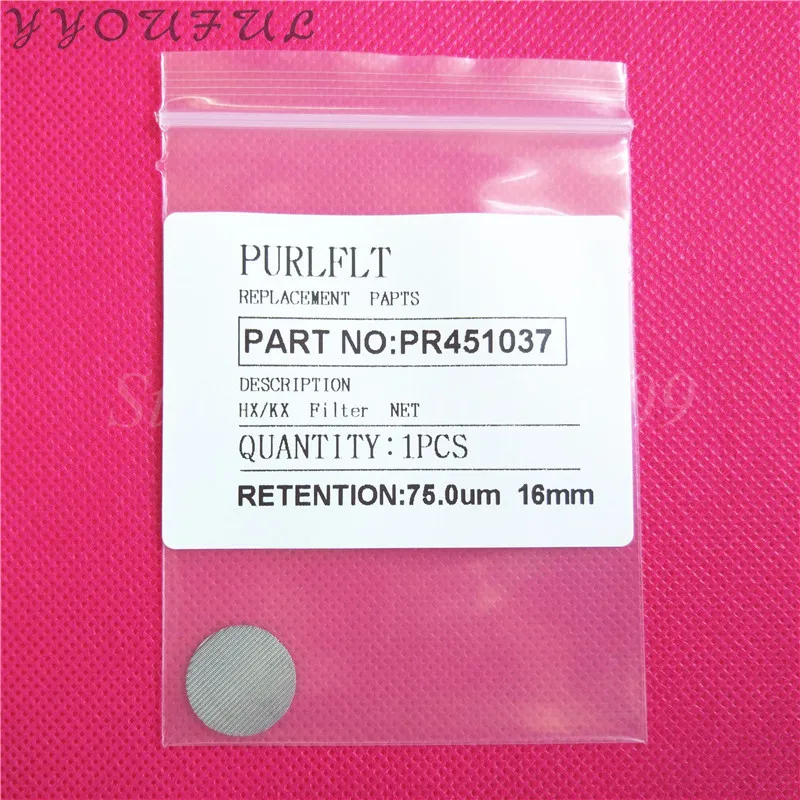 YYOUFUL
PURLFLT
REPLACEMENT PAPTS
PART NO:PR451037
DESCRIPTION
HX/KX Filter NET
QUANTITY:1PCS
RETENTION:75.0um 16mm